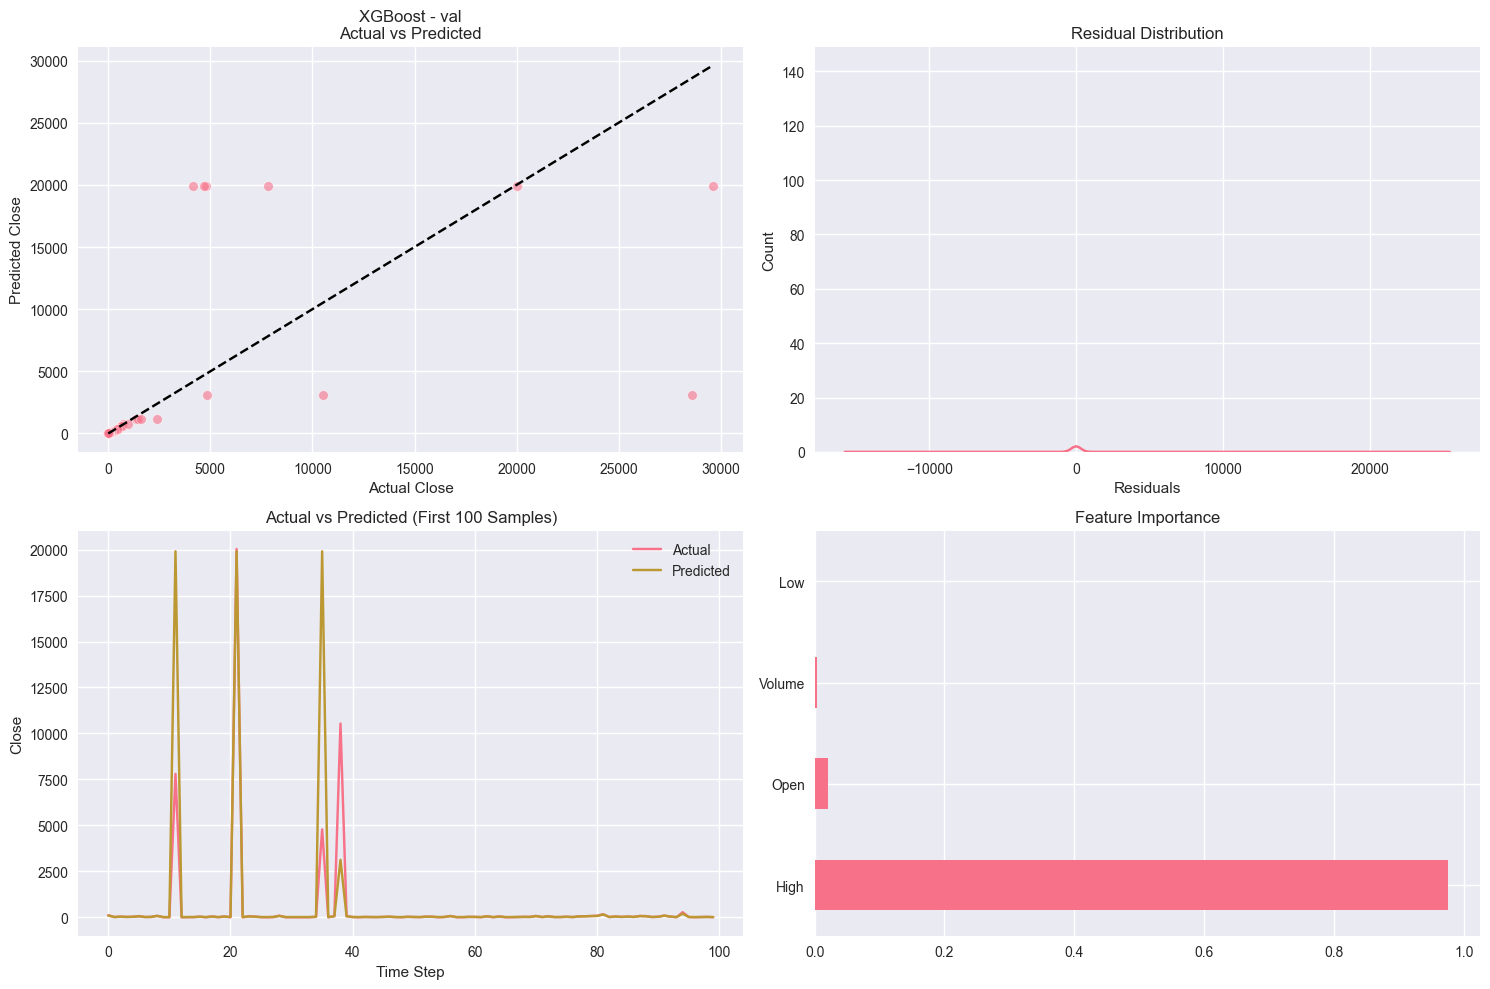 XGBoost - val
Actual vs Predicted
30000
25000
20000
15000
10000
5000
0
Predicted Close
0 5000 10000 15000 20000 25000 30000
Actual Close
Residual Distribution
140
120
100
80
60
40
20
0
Count
−10000 0 10000 20000
Residuals
Actual vs Predicted (First 100 Samples)
Actual
Predicted
20000
17500
15000
12500
10000
7500
5000
2500
0
Close
0 20 40 60 80 100
Time Step
Feature Importance
Low
Volume
Open
High
0.0 0.2 0.4 0.6 0.8 1.0